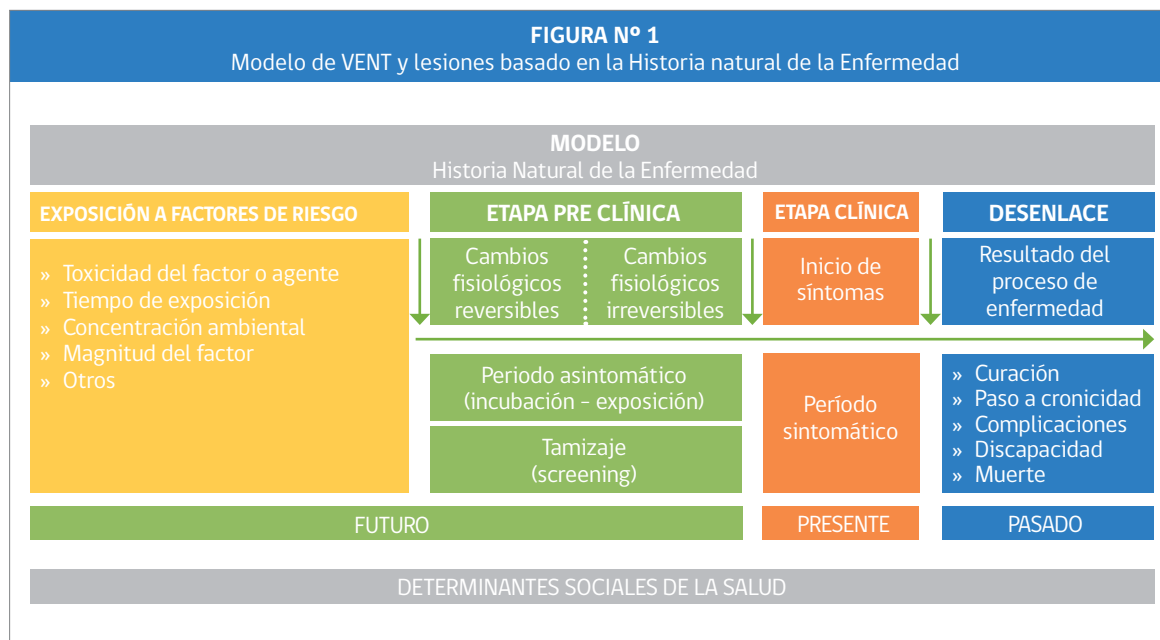 FIGURA Nº 1
Modelo de VENT y lesiones basado en la Historia natural de la Enfermedad
MODELO
Historia Natural de la Enfermedad
EXPOSICIÓN A FACTORES DE RIESGO
» Toxicidad del factor o agente
» Tiempo de exposición
» Concentración ambiental
» Magnitud del factor
» Otros
ETAPA PRE CLÍNICA
Cambios
fisiológicos
reversibles
Cambios
fisiológicos
irreversibles
Periodo asintomático
(incubación – exposición)
Tamizaje
(screening)
ETAPA CLÍNICA
Inicio de
síntomas
Período
sintomático
DESENLACE
Resultado del
proceso de
enfermedad
» Curación
» Paso a cronicidad
» Complicaciones
» Discapacidad
» Muerte
FUTURO
PRESENTE
PASADO
DETERMINANTES SOCIALES DE LA SALUD